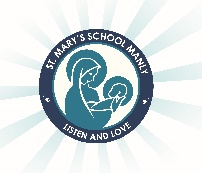 ST. MARY'S SCHOOL MANLY
LISTEN AND LOVE